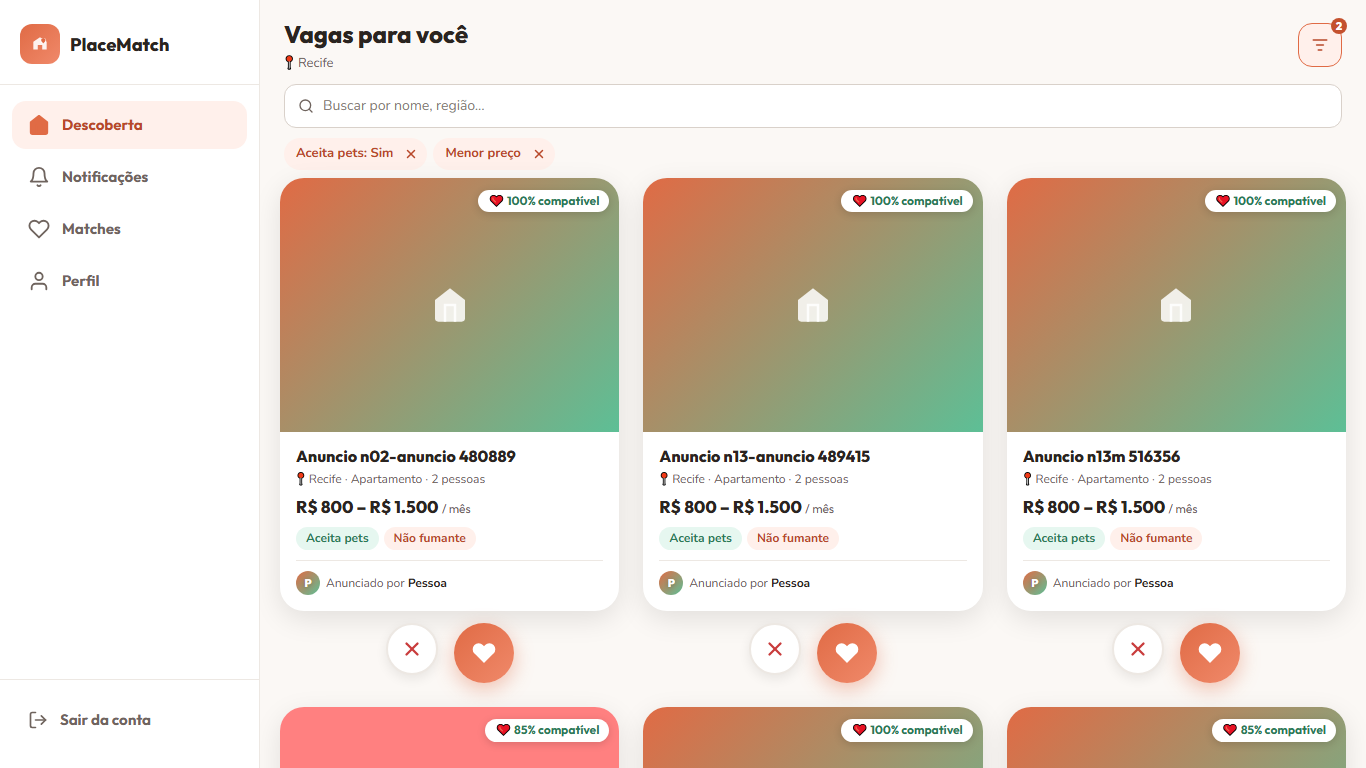 PlaceMatch
Descoberta
Notificações
Matches
Perfil
Sair da conta
Vagas para você
Recife
2
Buscar por nome, região...
Aceita pets: Sim
Menor preço
100% compatível
Anuncio n02-anuncio 480889
Recife · Apartamento · 2 pessoas
R$ 800 – R$ 1.500 / mês
Aceita pets Não fumante
P Anunciado por Pessoa
100% compatível
Anuncio n13-anuncio 489415
Recife · Apartamento · 2 pessoas
R$ 800 – R$ 1.500 / mês
Aceita pets Não fumante
P Anunciado por Pessoa
100% compatível
Anuncio n13m 516356
Recife · Apartamento · 2 pessoas
R$ 800 – R$ 1.500 / mês
Aceita pets Não fumante
P Anunciado por Pessoa
85% compatível
100% compatível
85% compatível